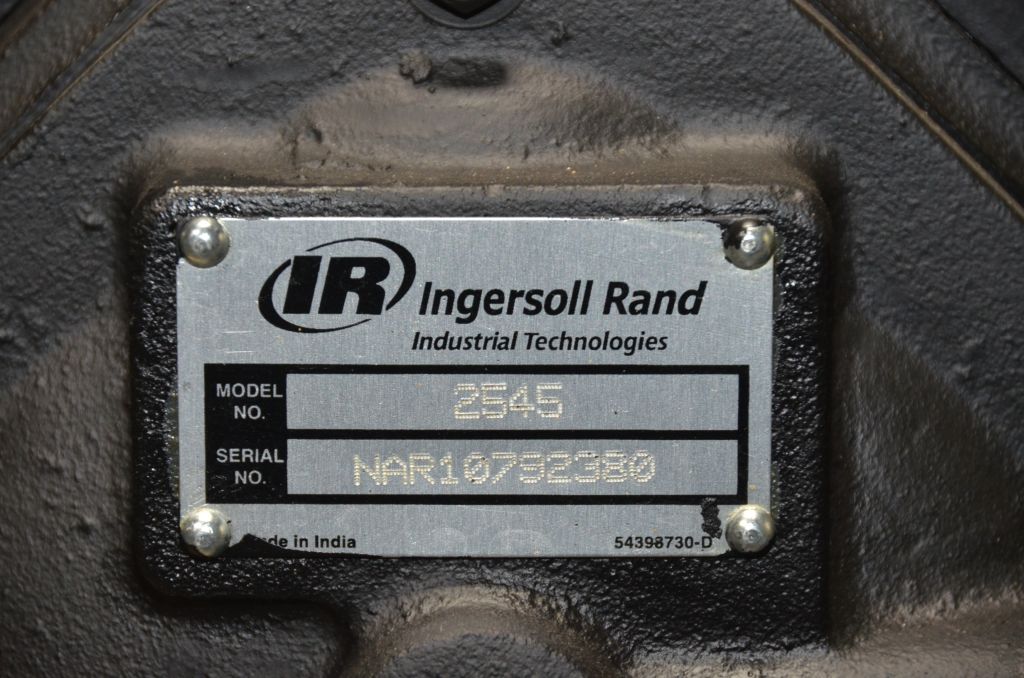 IR Ingersoll Rand
Industrial Technologies
MODEL NO. 2545
SERIAL NO. NAR10792380
de in India 54398730-D